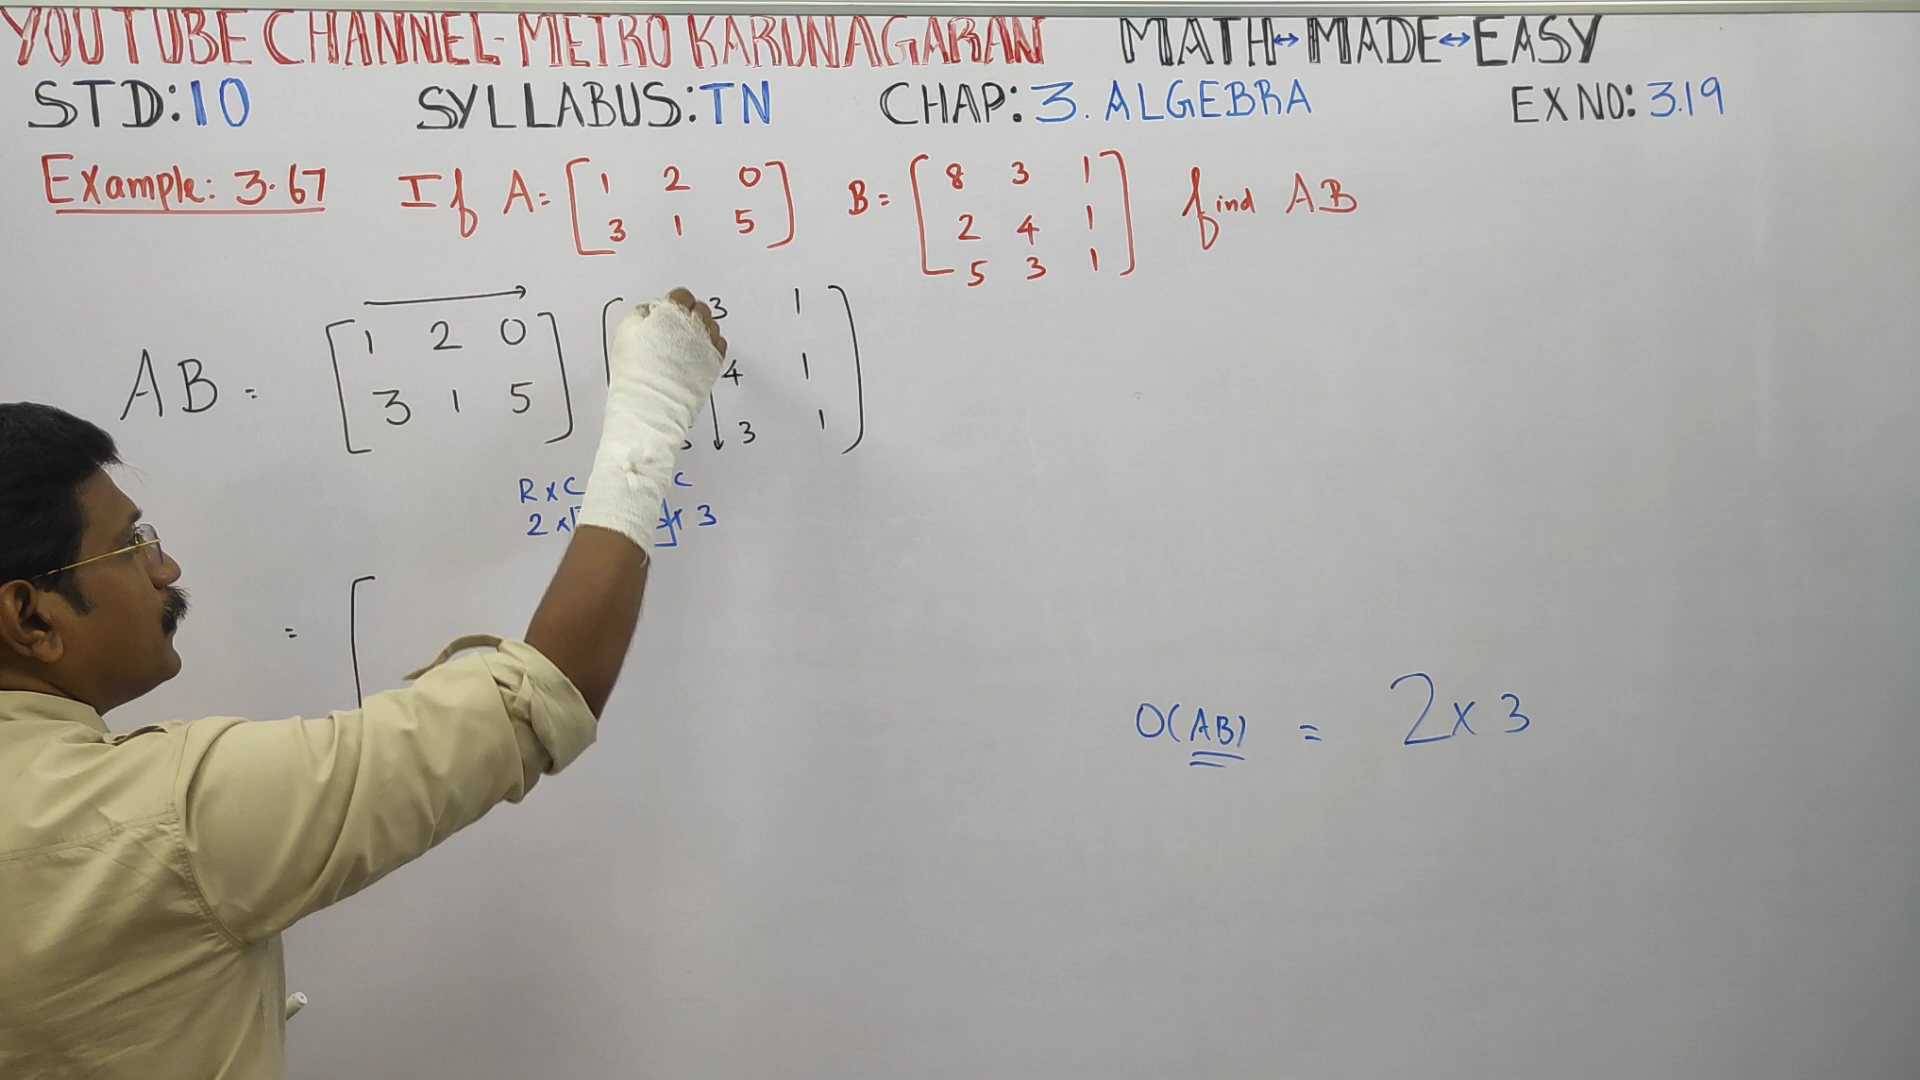 YOUTUBE CHANNEL-METRO KARUNAGARAN MATH↔MADE↔EASY
STD:10 SYLLABUS:TN CHAP: 3. ALGEBRA EX NO: 3.19
Example: 3.67 If A= [1 2 0 B= [8 3 1 find AB
3 1 5] 2 4 1
5 3 1]
3 1
1 2 0
AB = 3 1 5 4 1
3 1
R x C C
2 x x 3
= [
O(AB) = 2 x 3